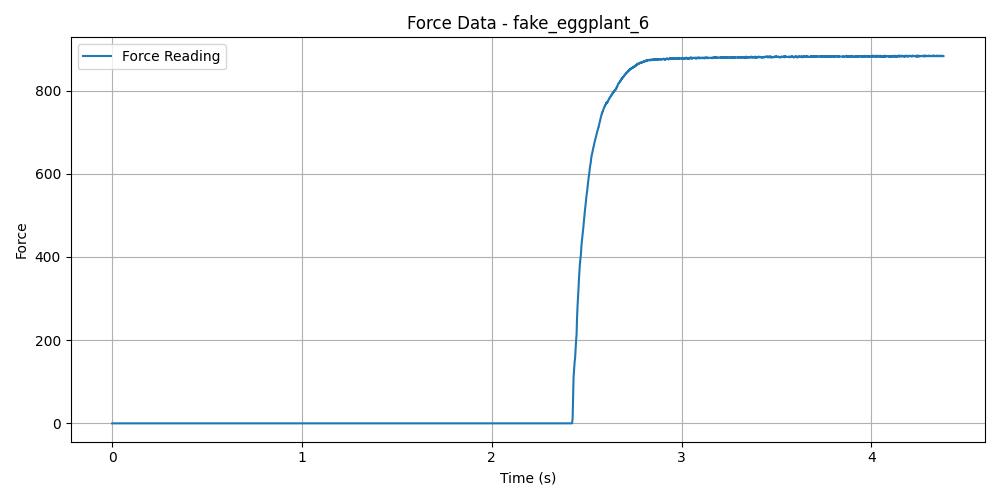 Force Data - fake_eggplant_6
Force Reading
Force
800
600
400
200
0
0 1 2 3 4
Time (s)